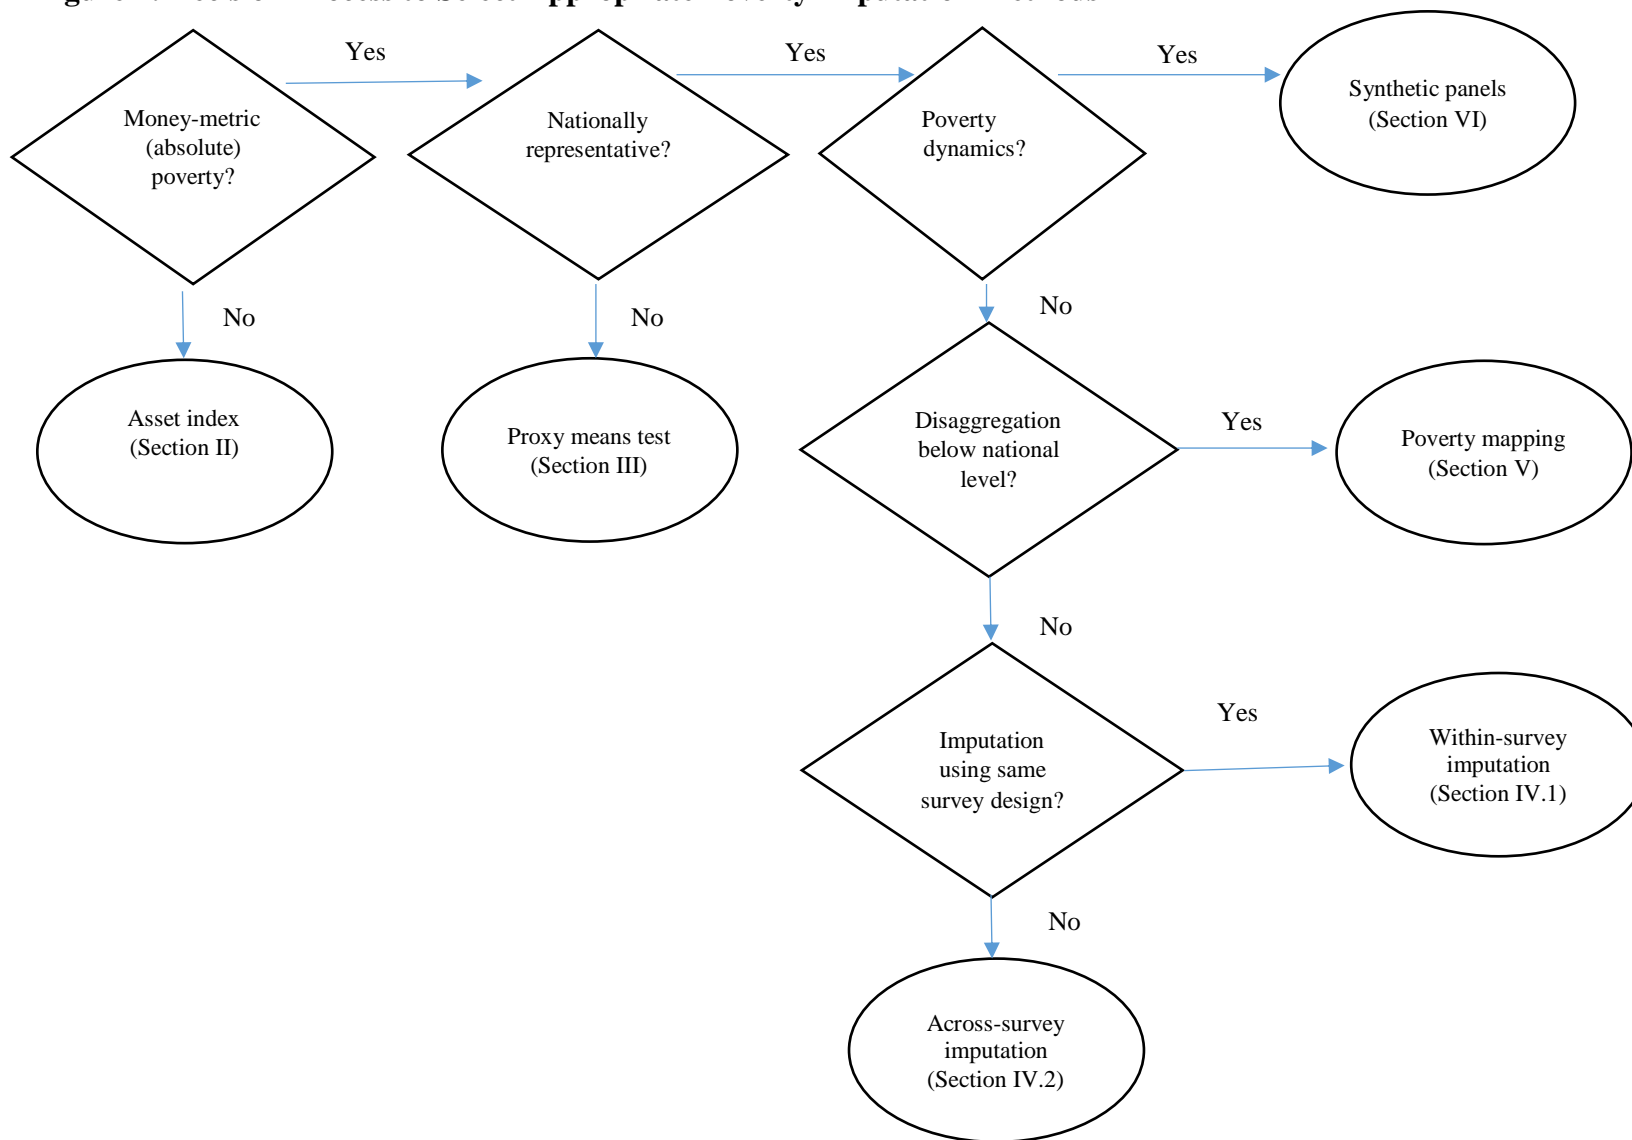 Yes
Yes
Yes
Money-metric
(absolute)
poverty?
Nationally
representative?
Poverty
dynamics?
Synthetic panels
(Section VI)
No
No
No
Asset index
(Section II)
Proxy means test
(Section III)
Disaggregation
below national
level?
Yes
Poverty mapping
(Section V)
No
Imputation
using same
survey design?
Yes
Within-survey
imputation
(Section IV.1)
No
Across-survey
imputation
(Section IV.2)